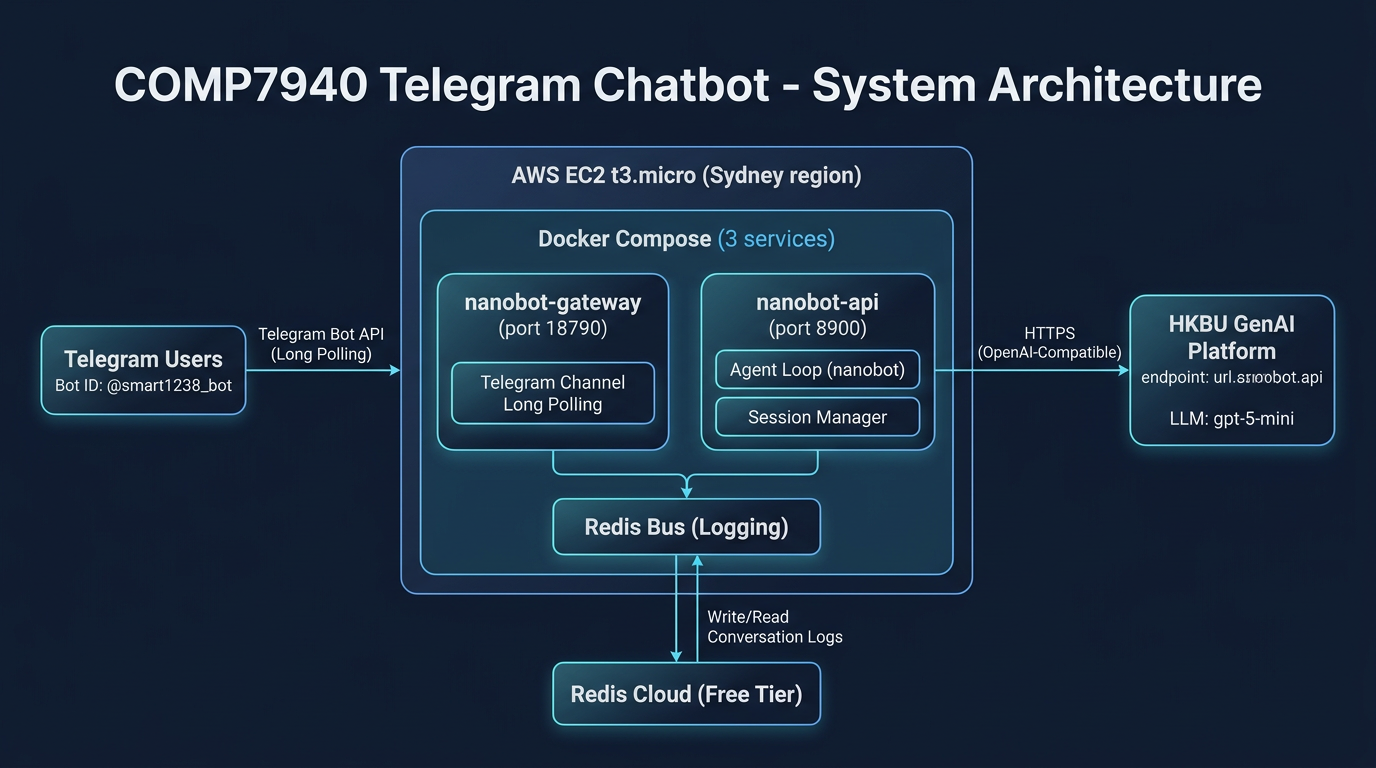 COMP7940 Telegram Chatbot - System Architecture
AWS EC2 t3.micro (Sydney region)
Docker Compose (3 services)
nanobot-gateway
(port 18790)
Telegram Channel
Long Polling
nanobot-api
(port 8900)
Agent Loop (nanobot)
Session Manager
Telegram Users
Bot ID: @smart1238_bot
Telegram Bot API
(Long Polling)
HTTPS
(OpenAI-Compatible)
HKBU GenAI
Platform
endpoint:
LLM: gpt-5-mini
Redis Bus (Logging)
Write/Read
Conversation Logs
Redis Cloud (Free Tier)